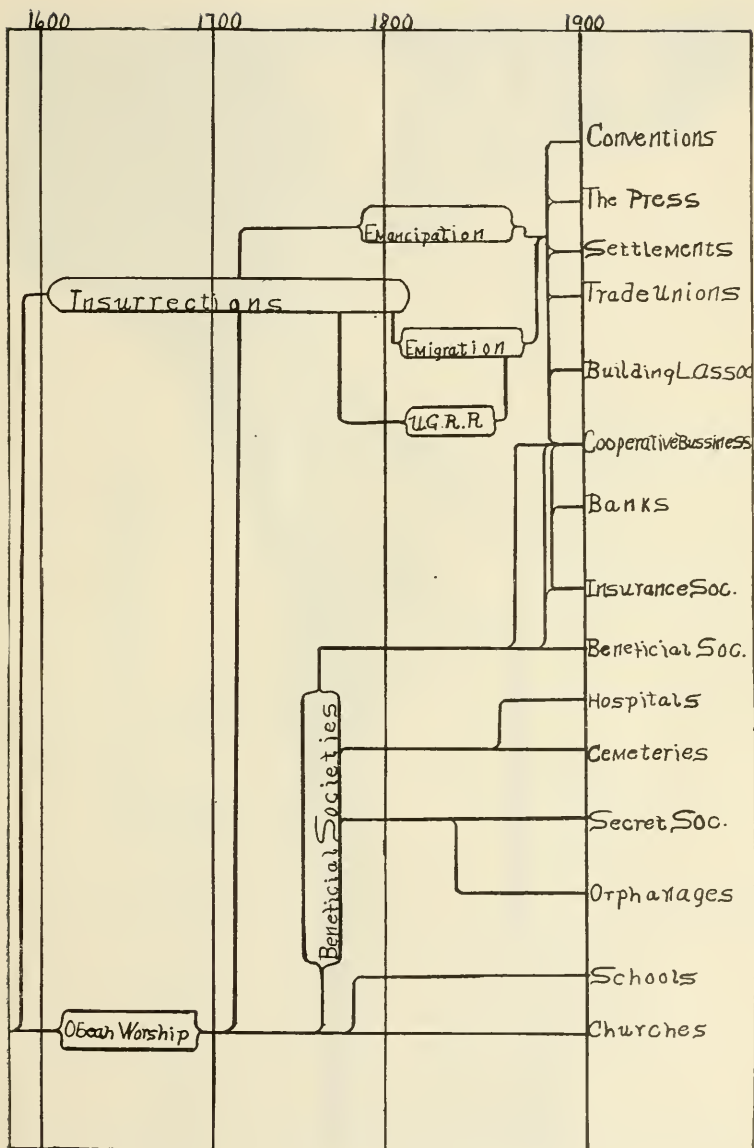 1600 1700 1800 1900
Conventions
The Press
Emancipation
Settlements
Insurrections
Trade Unions
Emigration
Building L. Assoc
U.G.R.R
Cooperative Bussiness
Banks
Insurance Soc.
Beneficial Soc.
Hospitals
Beneficial Societies
Cemeteries
Secret Soc.
Orphanages
Schools
Obeah Worship
Churches